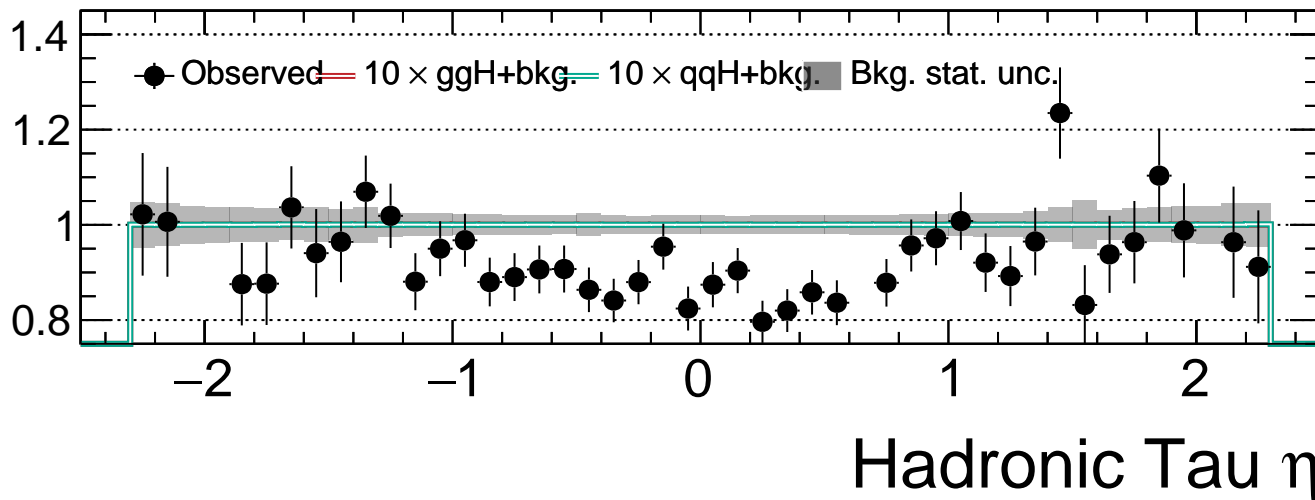 1.4
Observed 10 × ggH+bkg. 10 × qqH+bkg. Bkg. stat. unc.
1.2
1
0.8
−2 −1 0 1 2
Hadronic Tau η